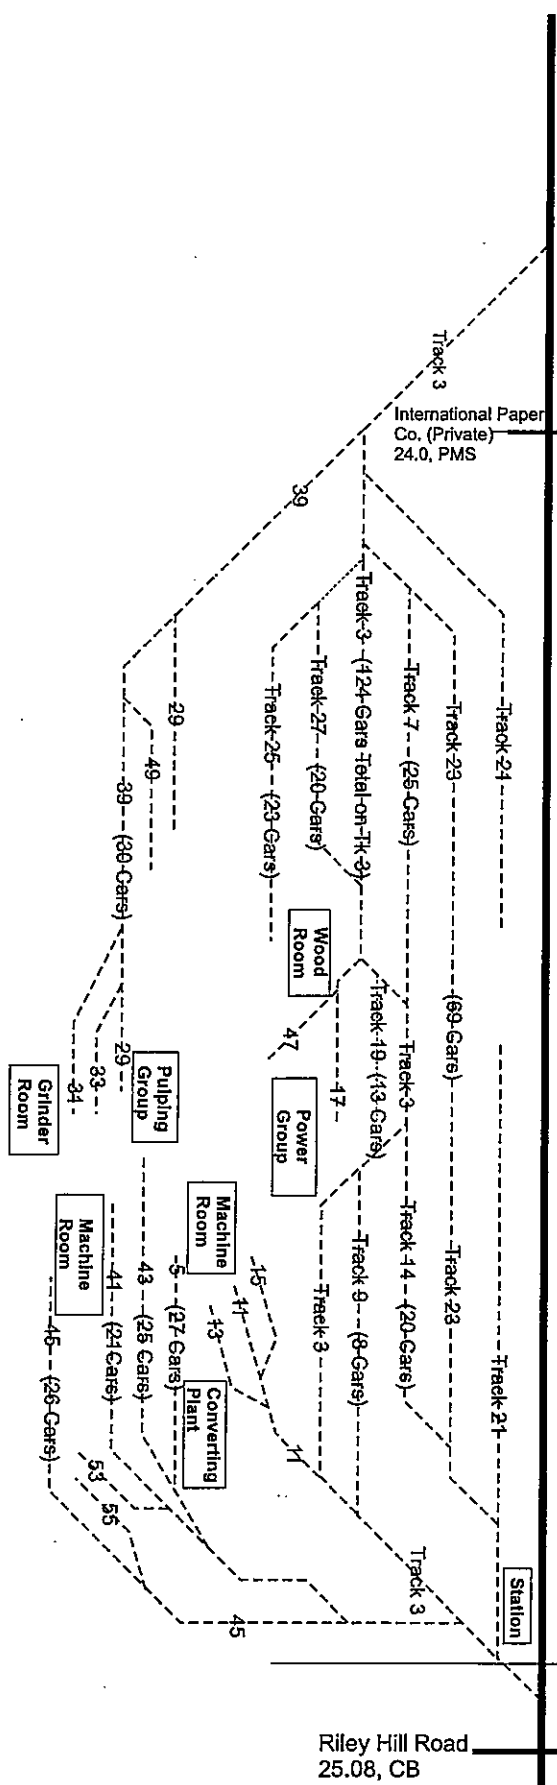 Track 3
International Paper
Co. (Private)
24.0, PMS
39
Track 21
Track 23
Track 7
(25 Cars)
Track 3
(124 Cars Total on Tk 3)
Track 27
(20 Cars)
Track 25
(23 Cars)
29
49
39
(30 Cars)
Wood
Room
(69 Cars)
Track 3
Track 19
(13 Cars)
47
17
Power
Group
29
33
31
Pulping
Group
Grinder
Room
Track 23
Track 14
(20 Cars)
Track 9
(8 Cars)
Track 3
Track 21
Machine
Room
15
11
13
5
(27 Cars)
43
(25 Cars)
41
(21 Cars)
Machine
Room
45
(26 Cars)
Converting
Plant
11
53
55
Track 3
45
Station
Riley Hill Road
25.08, CB